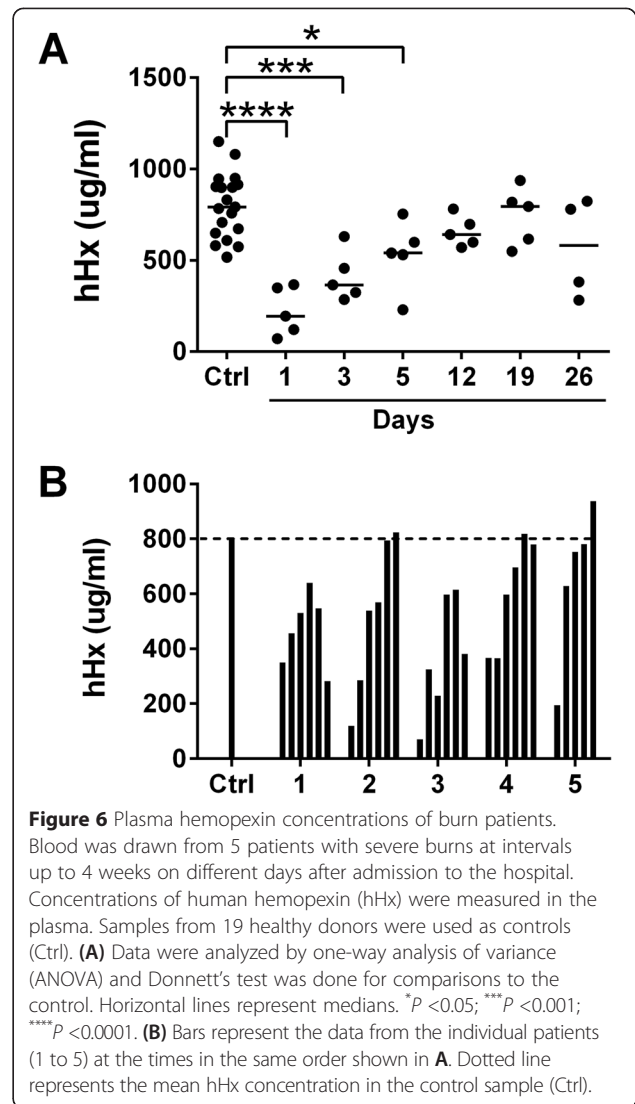 A
*
***
****
1500
1000
500
0
hHx (ug/ml)
Ctrl 1 3 5 12 19 26
Days
B
1000
800
600
400
200
0
hHx (ug/ml)
Ctrl 1 2 3 4 5
Figure 6 Plasma hemopexin concentrations of burn patients.
Blood was drawn from 5 patients with severe burns at intervals
up to 4 weeks on different days after admission to the hospital.
Concentrations of human hemopexin (hHx) were measured in the
plasma. Samples from 19 healthy donors were used as controls
(Ctrl). (A) Data were analyzed by one-way analysis of variance
(ANOVA) and Donnett's test was done for comparisons to the
control. Horizontal lines represent medians. *P <0.05; ***P <0.001;
****P <0.0001. (B) Bars represent the data from the individual patients
(1 to 5) at the times in the same order shown in A. Dotted line
represents the mean hHx concentration in the control sample (Ctrl).